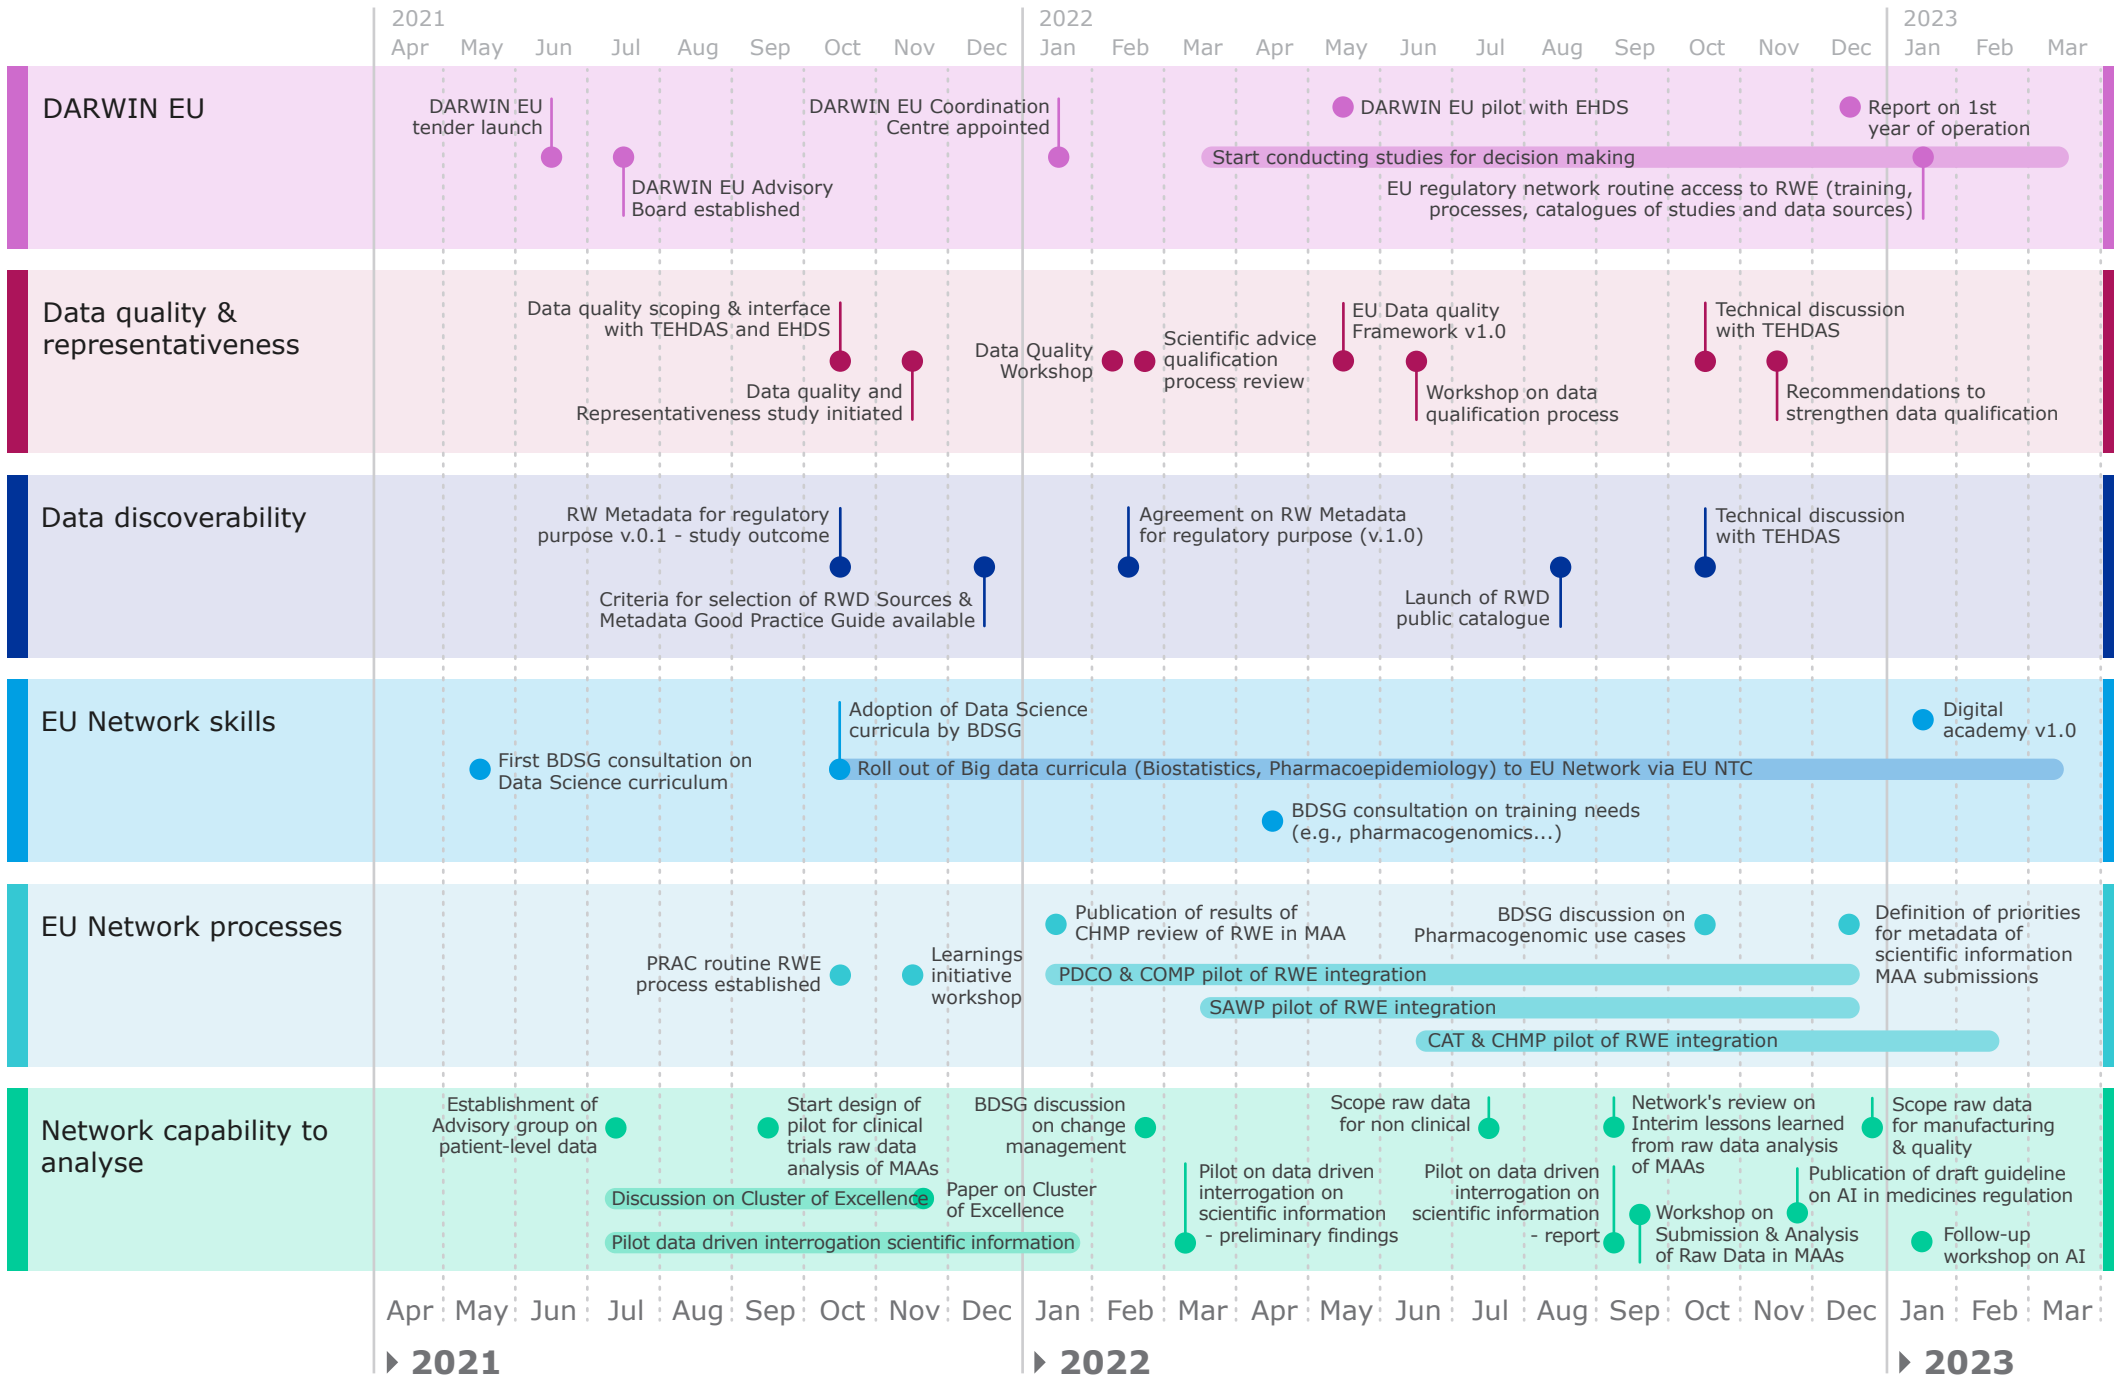 2021
2022
2023
Apr May Jun Jul Aug Sep Oct Nov Dec Jan Feb Mar Apr May Jun Jul Aug Sep Oct Nov Dec Jan Feb Mar
DARWIN EU
DARWIN EU
tender launch
DARWIN EU Advisory
Board established
DARWIN EU Coordination
Centre appointed
DARWIN EU pilot with EHDS
Report on 1st
year of operation
Start conducting studies for decision making
EU regulatory network routine access to RWE (training,
processes, catalogues of studies and data sources)
Data quality &
representativeness
Data quality scoping & interface
with TEHDAS and EHDS
Data quality and
Representativeness study initiated
Data Quality
Workshop
Scientific advice
qualification
process review
EU Data quality
Framework v1.0
Workshop on data
qualification process
Technical discussion
with TEHDAS
Recommendations to
strengthen data qualification
Data discoverability
RW Metadata for regulatory
purpose v.0.1 - study outcome
Criteria for selection of RWD Sources &
Metadata Good Practice Guide available
Agreement on RW Metadata
for regulatory purpose (v.1.0)
Launch of RWD
public catalogue
Technical discussion
with TEHDAS
EU Network skills
First BDSG consultation on
Data Science curriculum
Adoption of Data Science
curricula by BDSG
Roll out of Big data curricula (Biostatistics, Pharmacoepidemiology) to EU Network via EU NTC
BDSG consultation on training needs
(e.g., pharmacogenomics...)
Digital
academy v1.0
EU Network processes
PRAC routine RWE
process established
Learnings
initiative
workshop
Publication of results of
CHMP review of RWE in MAA
BDSG discussion on
Pharmacogenomic use cases
Definition of priorities
for metadata of
scientific information
MAA submissions
PDCO & COMP pilot of RWE integration
SAWP pilot of RWE integration
CAT & CHMP pilot of RWE integration
Network capability to
analyse
Establishment of
Advisory group on
patient-level data
Start design of
pilot for clinical
trials raw data
analysis of MAAs
BDSG discussion
on change
management
Scope raw data
for non clinical
Network's review on
Interim lessons learned
from raw data analysis
of MAAs
Scope raw data
for manufacturing
& quality
Discussion on Cluster of Excellence
Paper on Cluster
of Excellence
Pilot data driven interrogation scientific information
Pilot on data driven
interrogation on
scientific information
- preliminary findings
Pilot on data driven
interrogation on
scientific information
- report
Workshop on
Submission & Analysis
of Raw Data in MAAs
Publication of draft guideline
on AI in medicines regulation
Follow-up
workshop on AI
Apr May Jun Jul Aug Sep Oct Nov Dec Jan Feb Mar Apr May Jun Jul Aug Sep Oct Nov Dec Jan Feb Mar
2021
2022
2023